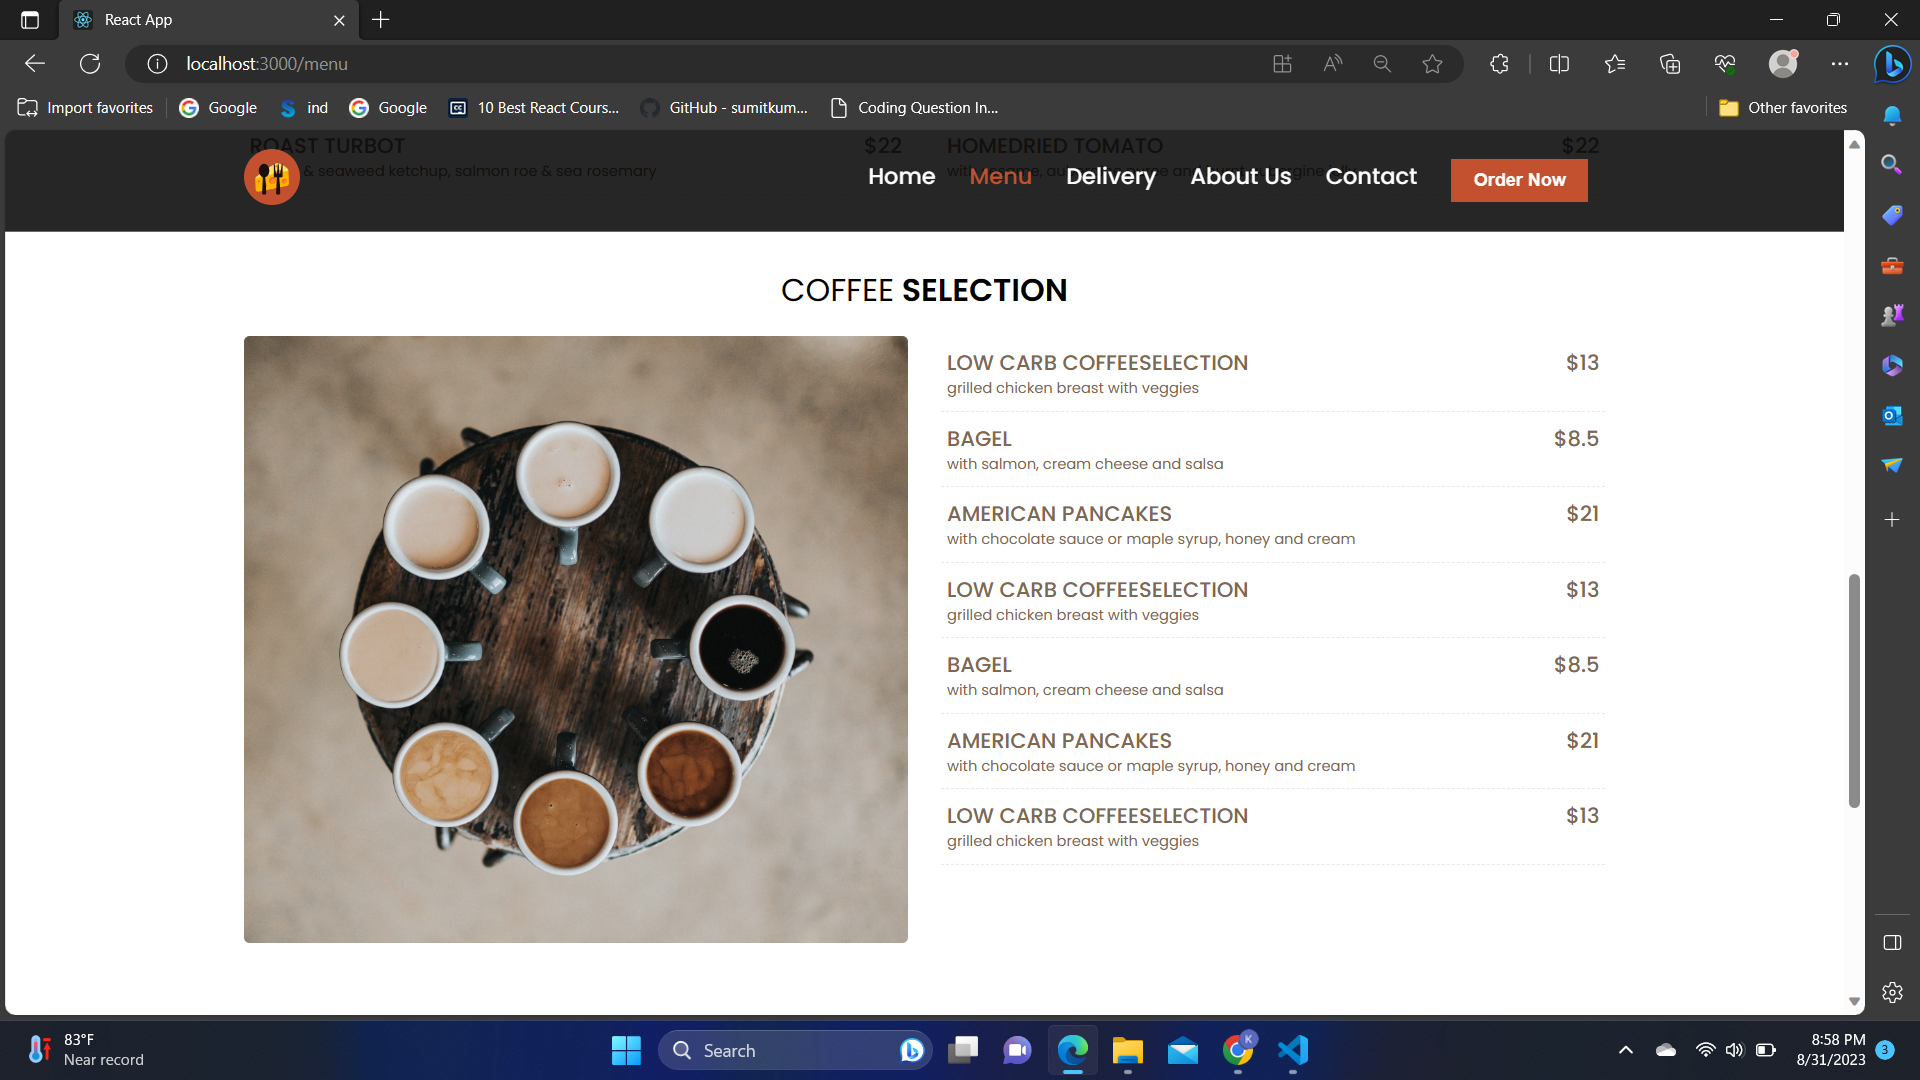 React App
localhost:3000/menu
Import favorites
Google
ind
Google
10 Best React Cours...
GitHub - sumitkum...
Coding Question In...
Other favorites
ROAST TURBOT $22
HOMEDRIED TOMATO $22
& seaweed ketchup, salmon roe & sea rosemary
Home
Menu
Delivery
About Us
Contact
Order Now
COFFEE SELECTION
LOW CARB COFFEESELECTION $13
grilled chicken breast with veggies
BAGEL $8.5
with salmon, cream cheese and salsa
AMERICAN PANCAKES $21
with chocolate sauce or maple syrup, honey and cream
LOW CARB COFFEESELECTION $13
grilled chicken breast with veggies
BAGEL $8.5
with salmon, cream cheese and salsa
AMERICAN PANCAKES $21
with chocolate sauce or maple syrup, honey and cream
LOW CARB COFFEESELECTION $13
grilled chicken breast with veggies
83°F
Near record
Search
K
8:58 PM
8/31/2023
3